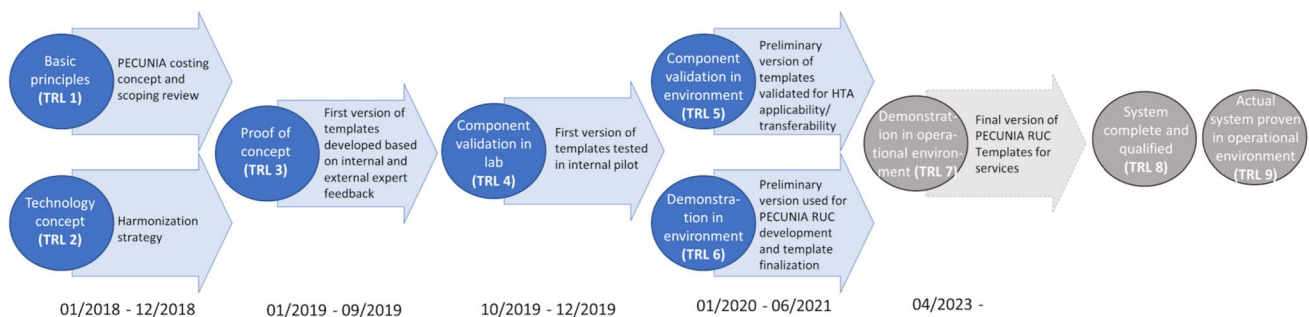 Basic
principles
(TRL 1)
PECUNIA costing
concept and
scoping review
Technology
concept
(TRL 2)
Harmonization
strategy
Proof of
concept
(TRL 3)
First version of
templates
developed based
on internal and
external expert
feedback
Component
validation in
lab
(TRL 4)
First version of
templates tested
in internal pilot
Component
validation in
environment
(TRL 5)
Preliminary
version of
templates
validated for HTA
applicability/
transferability
Demonstra-
tion in
environment
(TRL 6)
Preliminary
version used for
PECUNIA RUC
development
and template
finalization
Demonstration
in opera-
tional environ-
ment (TRL 7)
Final version of
PECUNIA RUC
Templates for
services
System
complete and
qualified
(TRL 8)
Actual
system proven
in operational
environment
(TRL 9)
01/2018 - 12/2018
01/2019 - 09/2019
10/2019 - 12/2019
01/2020 - 06/2021
04/2023 -